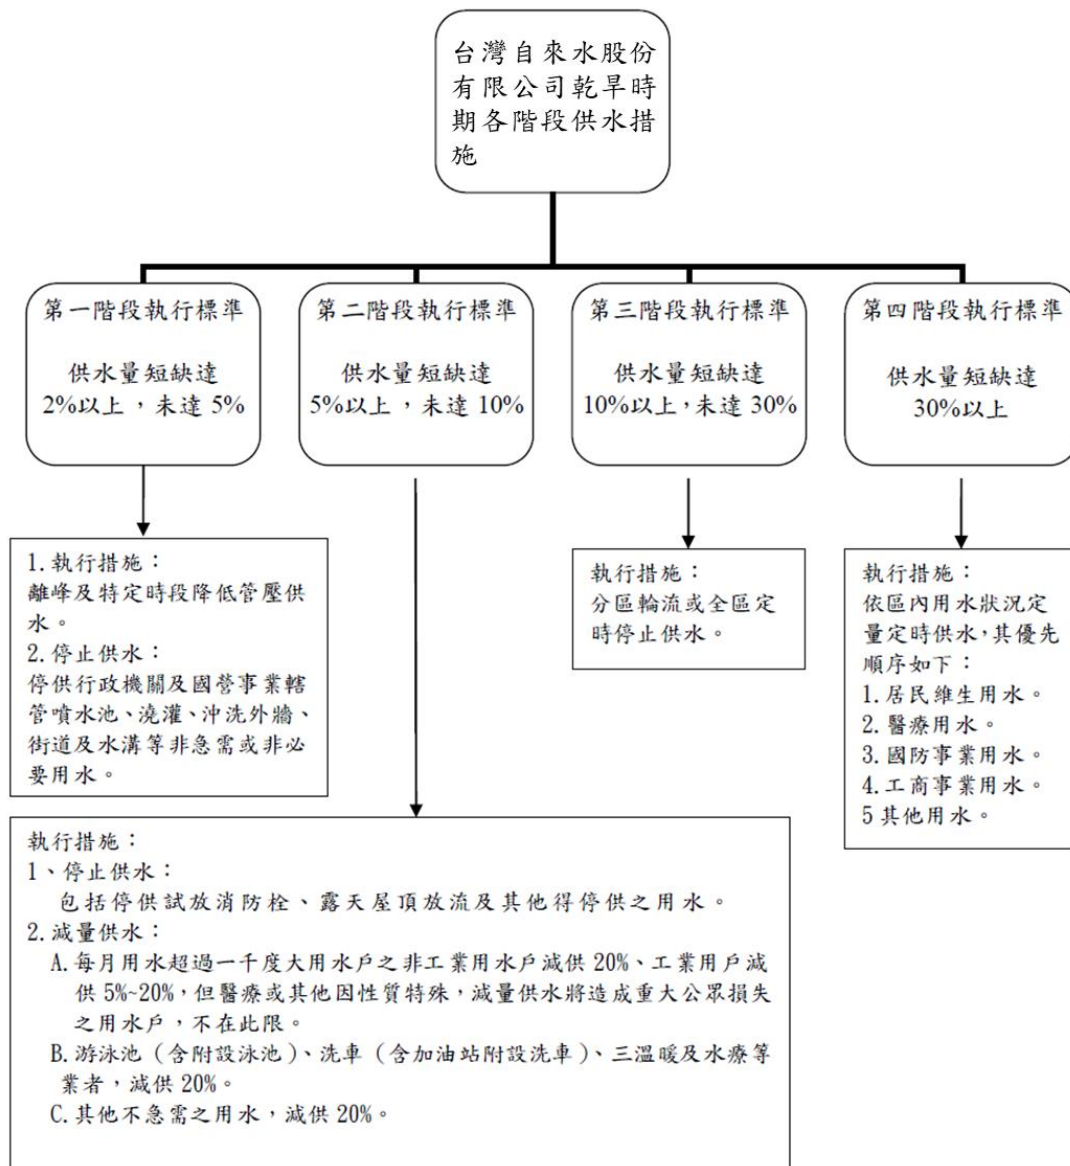 台灣自來水股份
有限公司乾旱時
期各階段供水措
施
第一階段執行標準
供水量短缺達
2%以上，未達 5%
第二階段執行標準
供水量短缺達
5%以上，未達 10%
第三階段執行標準
供水量短缺達
10%以上，未達 30%
第四階段執行標準
供水量短缺達
30%以上
1.執行措施：
離峰及特定時段降低管壓供
水。
2.停止供水：
停供行政機關及國營事業轄
管噴水池、澆灌、沖洗外牆、
街道及水溝等非急需或非必
要用水。
執行措施：
1、停止供水：
包括停供試放消防栓、露天屋頂放流及其他得停供之用水。
2.減量供水：
A.每月用水超過一千度大用水戶之非工業用水戶減供 20%、工業用戶減
供 5%~20%，但醫療或其他因性質特殊，減量供水將造成重大公眾損失
之用水戶，不在此限。
B.游泳池（含附設泳池）、洗車（含加油站附設洗車）、三溫暖及水療等
業者，減供 20%。
C.其他不急需之用水，減供 20%。
執行措施：
分區輪流或全區定
時停止供水。
執行措施：
依區內用水狀況定
量定時供水，其優先
順序如下：
1.居民維生用水。
2.醫療用水。
3.國防事業用水。
4.工商事業用水。
5 其他用水。